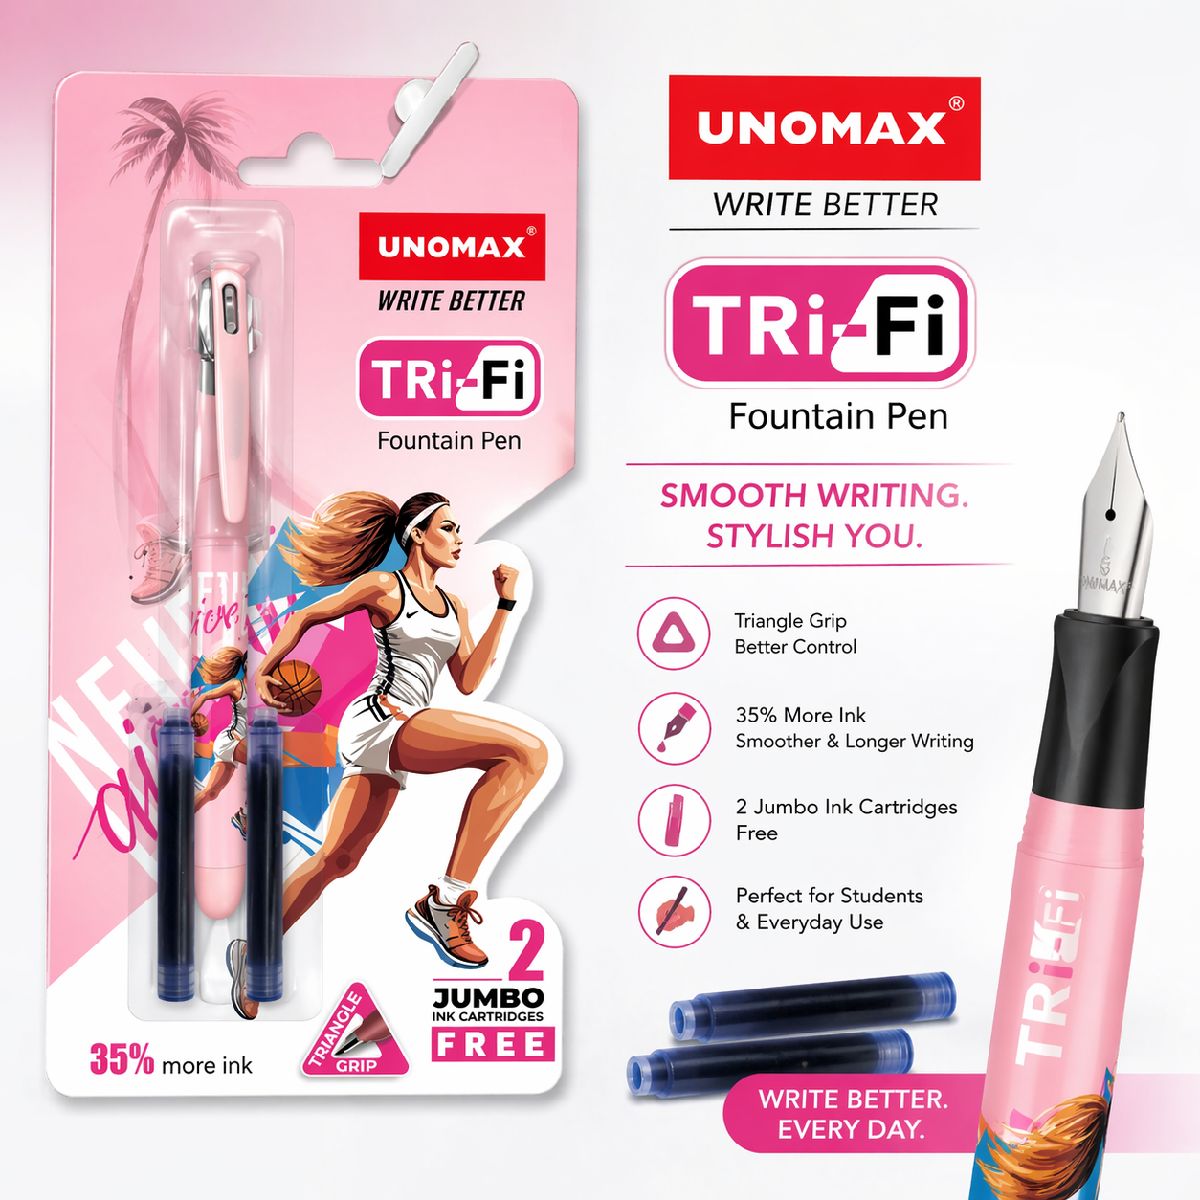 UNOMAX®
WRITE BETTER
TRi-Fi
Fountain Pen
2
JUMBO
INK CARTRIDGES
FREE
TRIANGLE
GRIP
35% more ink
UNOMAX®
WRITE BETTER
TRi-Fi
Fountain Pen
SMOOTH WRITING.
STYLISH YOU.
Triangle Grip
Better Control
35% More Ink
Smoother & Longer Writing
2 Jumbo Ink Cartridges
Free
Perfect for Students
& Everyday Use
WRITE BETTER.
EVERY DAY.
UNOMAX
TRi-Fi